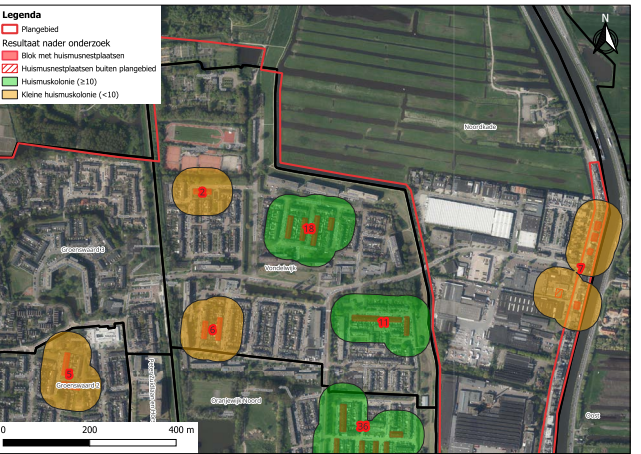 Legenda
Plangebied
Resultaat nader onderzoek
Blok met huismusnestplaatsen
Huismusnestplaatsen buiten plangebied
Huismuskolonie (≥10)
Kleine huismuskolonie (<10)
N
Noordkade
2
18
Groenswaard 3
Vondelwijk
7
6
11
5
Groenswaard 2
Oranjewijk Noord
35
Oost
0 200 400 m